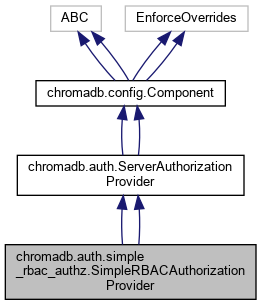 ABC
EnforceOverrides
chromadb.config.Component
chromadb.auth.ServerAuthorization
Provider
chromadb.auth.simple
_rbac_authz.SimpleRBACAuthorization
Provider